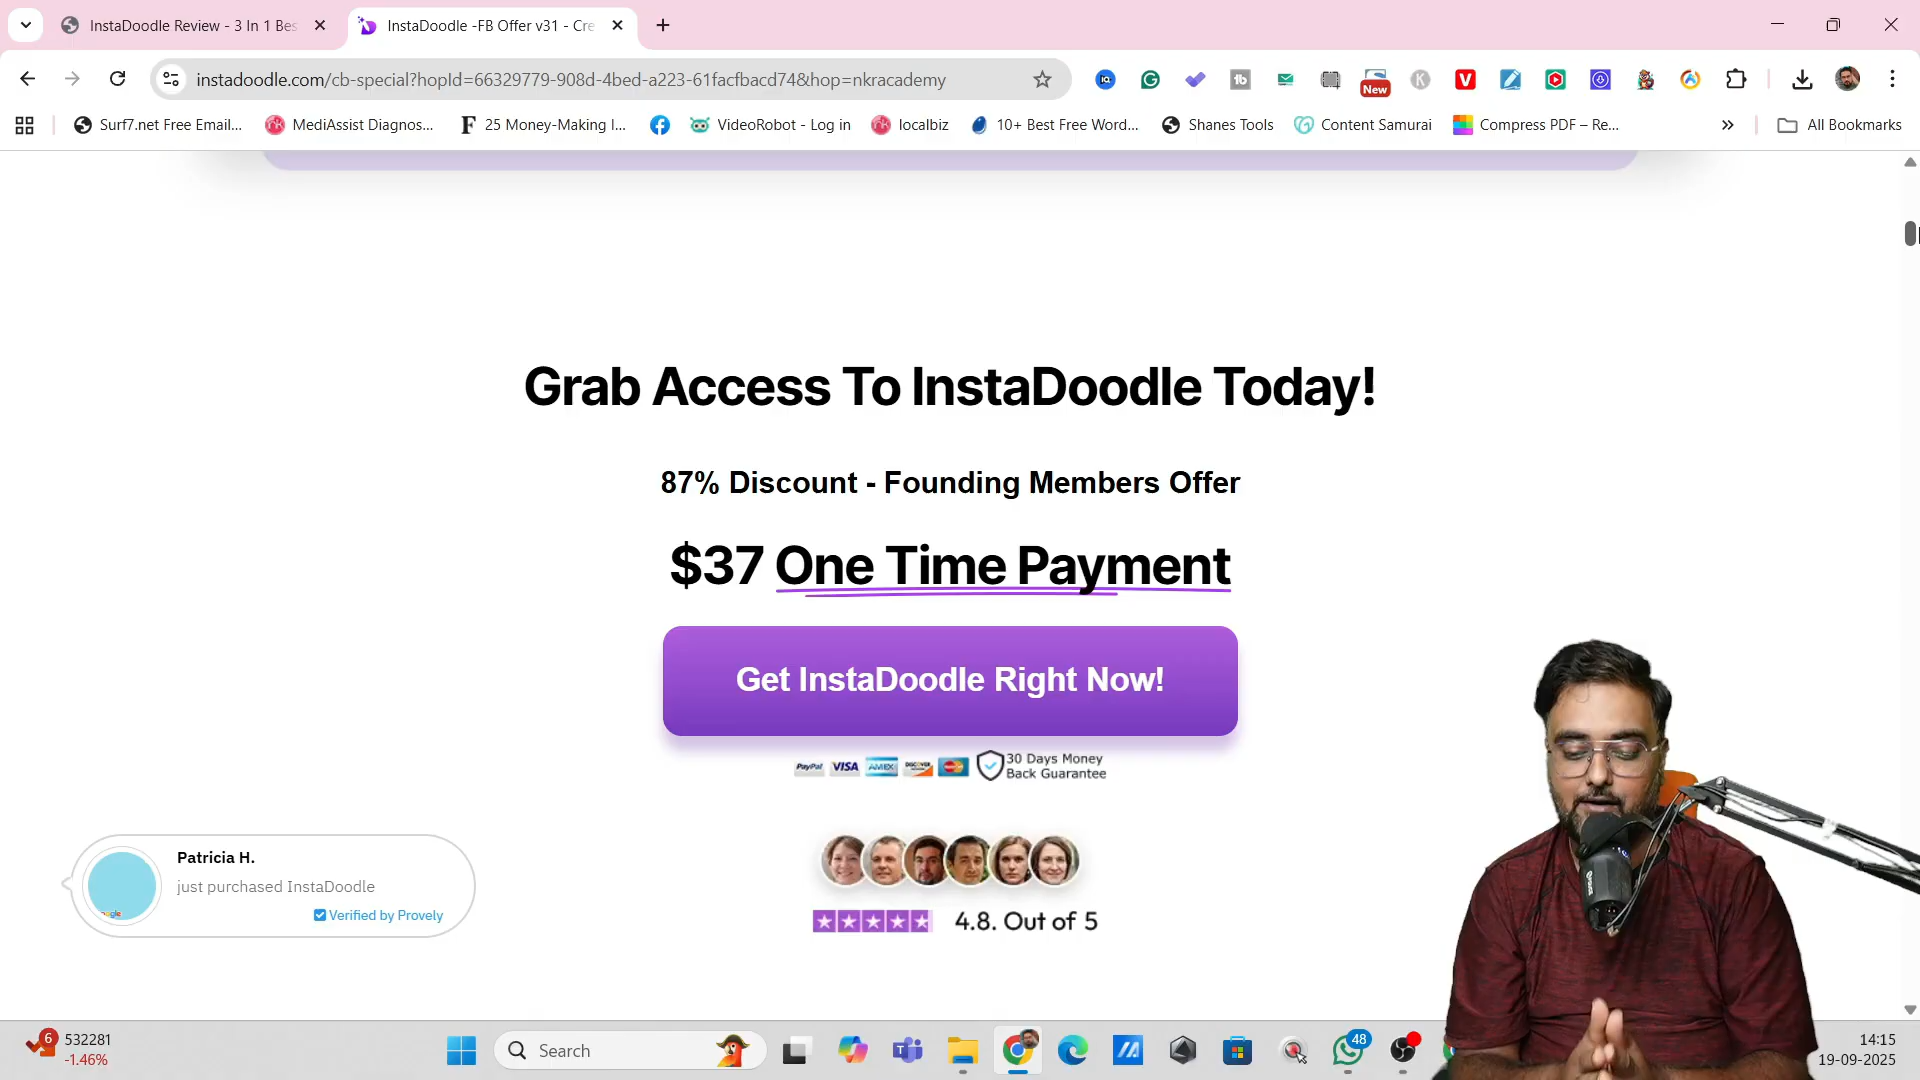 InstaDoodle Review - 3 In 1 Bes
InstaDoodle -FB Offer v31 - Cre
instadoodle.com/cb-special?hopId=66329779-908d-4bed-a223-61facfbacd74&hop=nkracademy
New
Surf7.net Free Email...
MediAssist Diagnos...
25 Money-Making I...
VideoRobot - Log in
localbiz
10+ Best Free Word...
Shanes Tools
Content Samurai
Compress PDF – Re...
All Bookmarks
Grab Access To InstaDoodle Today!
87% Discount - Founding Members Offer
$37 One Time Payment
Get InstaDoodle Right Now!
PayPal VISA AMEX DISCOVER
30 Days Money
Back Guarantee
Patricia H.
just purchased InstaDoodle
Verified by Provely
4.8. Out of 5
6
532281
-1.46%
Search
48
14:15
19-09-2025